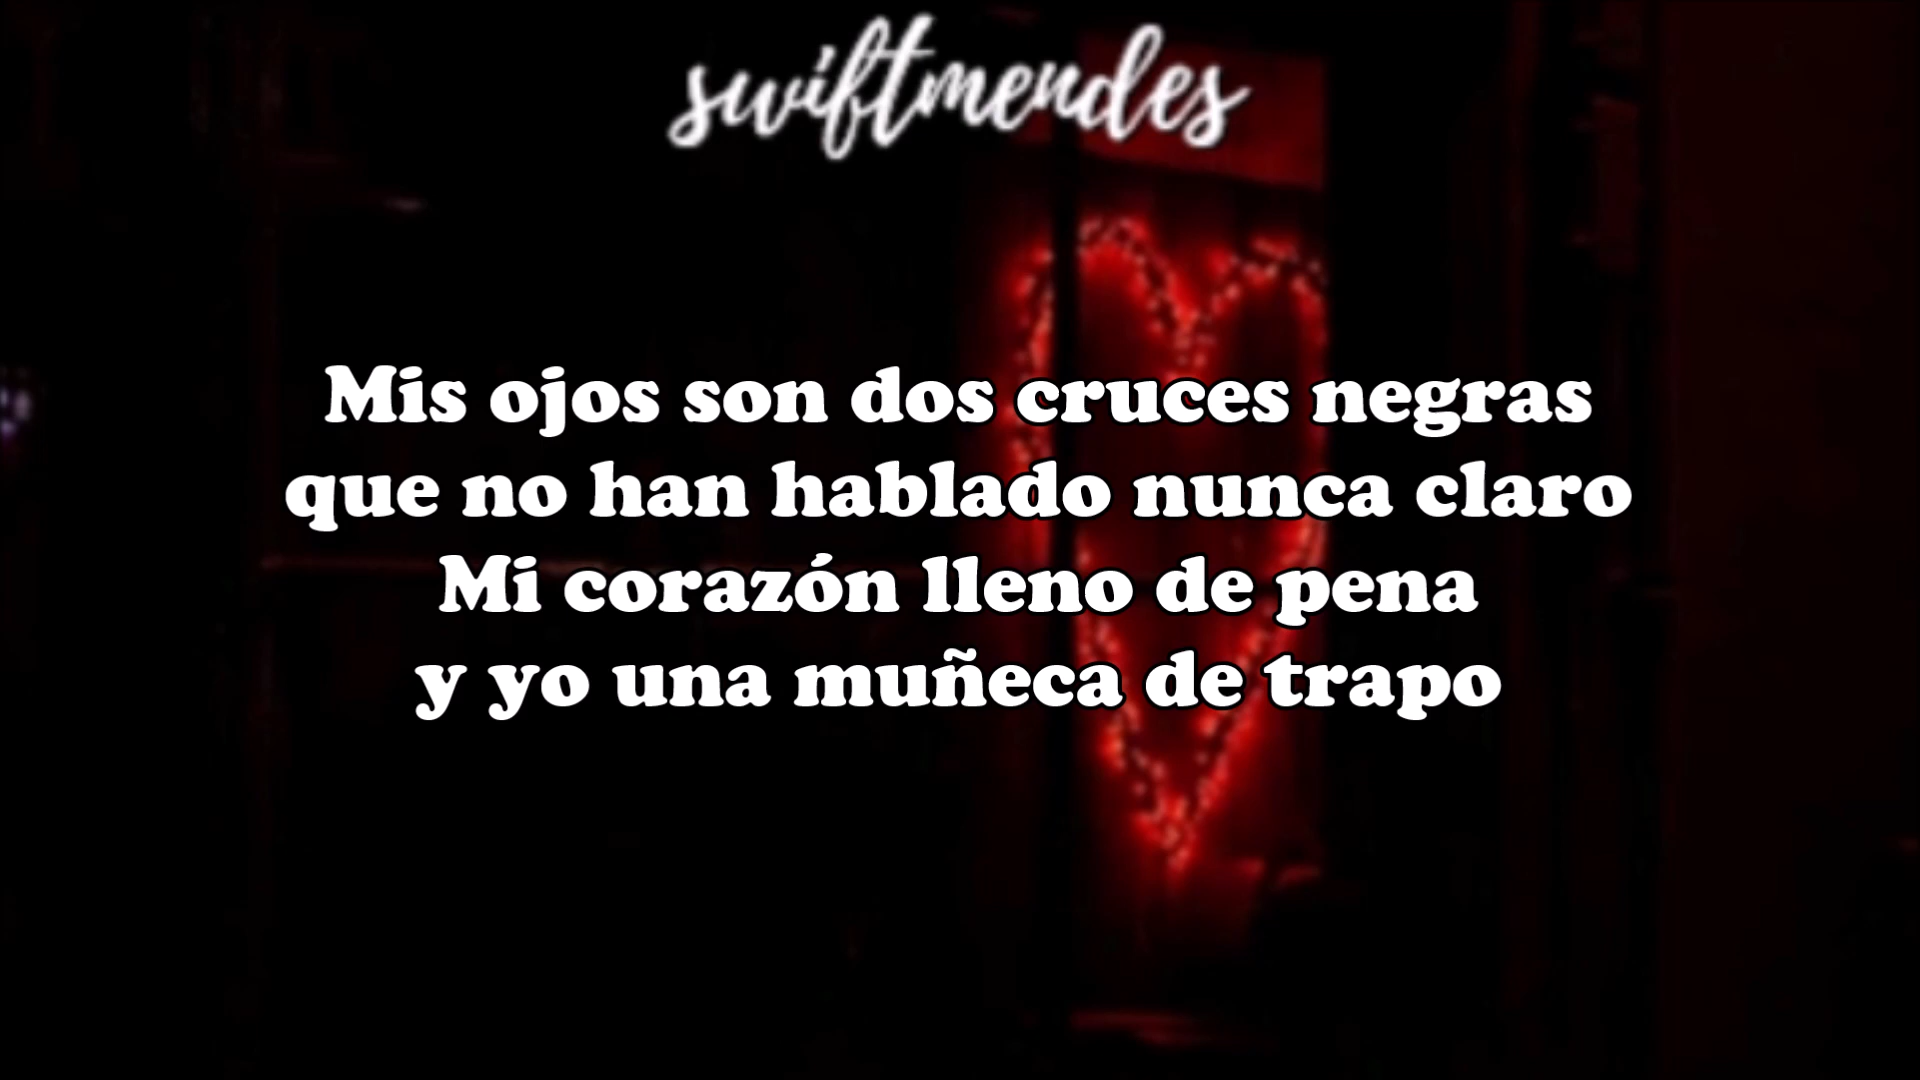 swiftmendes
Mis ojos son dos cruces negras
que no han hablado nunca claro
Mi corazón lleno de pena
y yo una muñeca de trapo